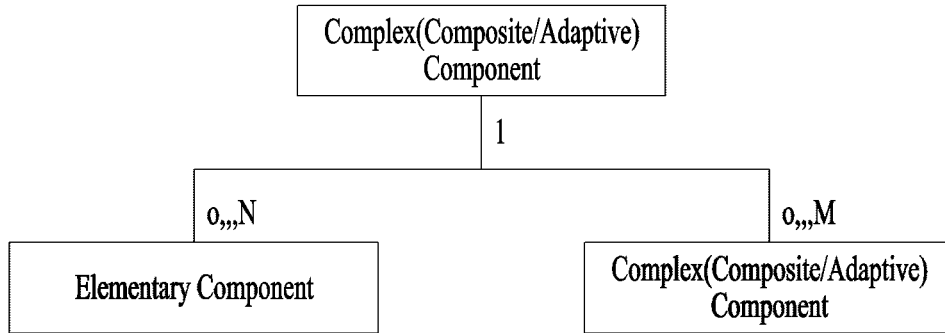 Complex(Composite/Adaptive)
Component
1
o,,,N
o,,,M
Elementary Component
Complex(Composite/Adaptive)
Component